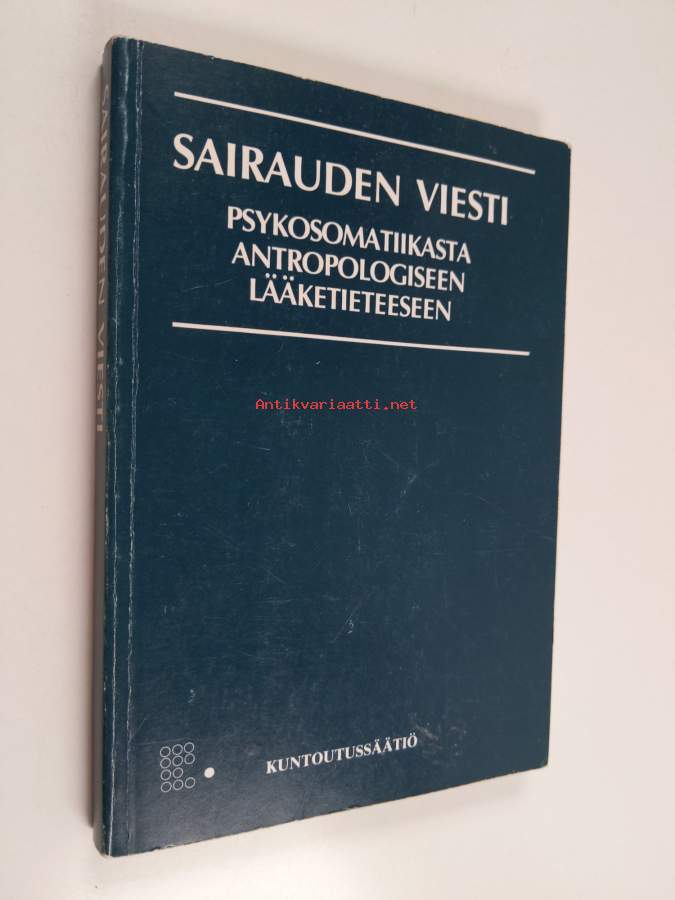 SAIRAUDEN VIESTI
SAIRAUDEN VIESTI
PSYKOSOMATIIKASTA
ANTROPOLOGISEEN
LÄÄKETIETEESEEN
Antikvariaatti.net
KUNTOUTUSSÄÄTIÖ